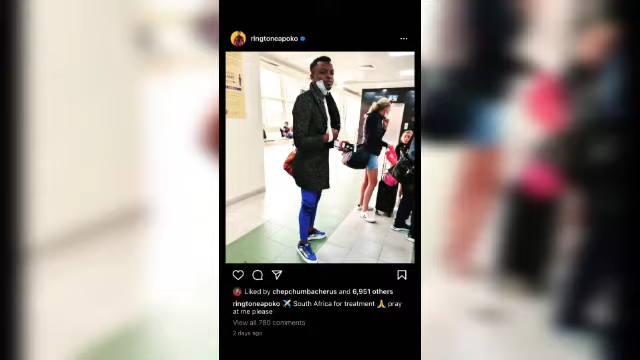 ringtoneapoko
Liked by chepchumbacherus and 6,951 others
ringtoneapoko ✈️ South Africa for treatment 🙏 pray
at me please
View all 780 comments
2 days ago